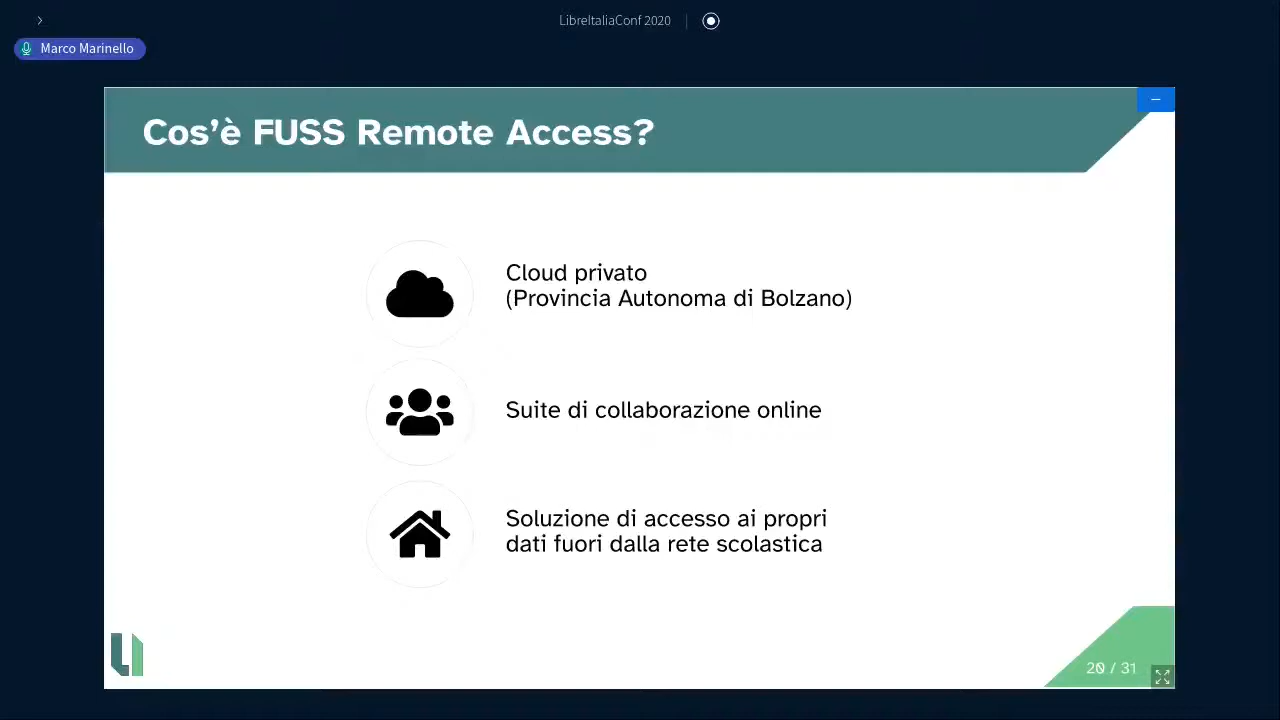 LibreItaliaConf 2020
Marco Marinello
Cos'è FUSS Remote Access?
Cloud privato
(Provincia Autonoma di Bolzano)
Suite di collaborazione online
Soluzione di accesso ai propri
dati fuori dalla rete scolastica
20 / 31